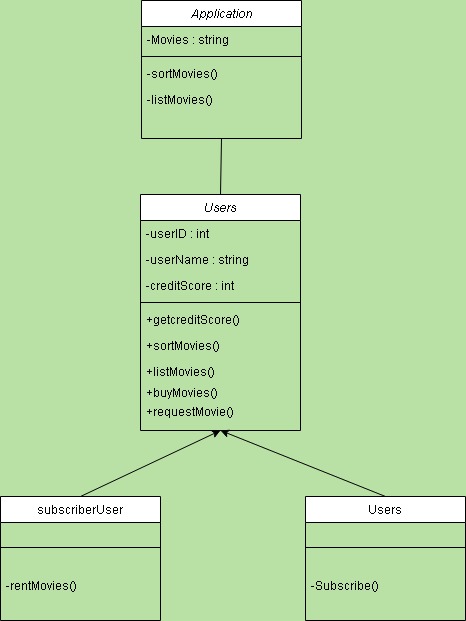 Application
-Movies : string
-sortMovies()
-listMovies()
Users
-userID : int
-userName : string
-creditScore : int
+getcreditScore()
+sortMovies()
+listMovies()
+buyMovies()
+requestMovie()
subscriberUser
-rentMovies()
Users
-Subscribe()